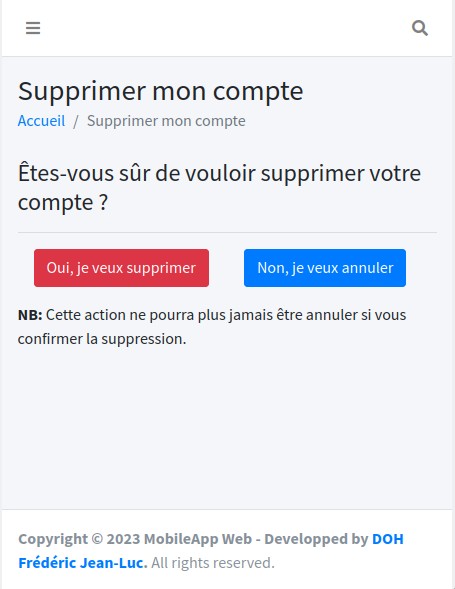 Supprimer mon compte
Accueil / Supprimer mon compte
Êtes-vous sûr de vouloir supprimer votre
compte ?
Oui, je veux supprimer
Non, je veux annuler
NB: Cette action ne pourra plus jamais être annuler si vous
confirmer la suppression.
Copyright © 2023 MobileApp Web - Developped by DOH
Frédéric Jean-Luc. All rights reserved.